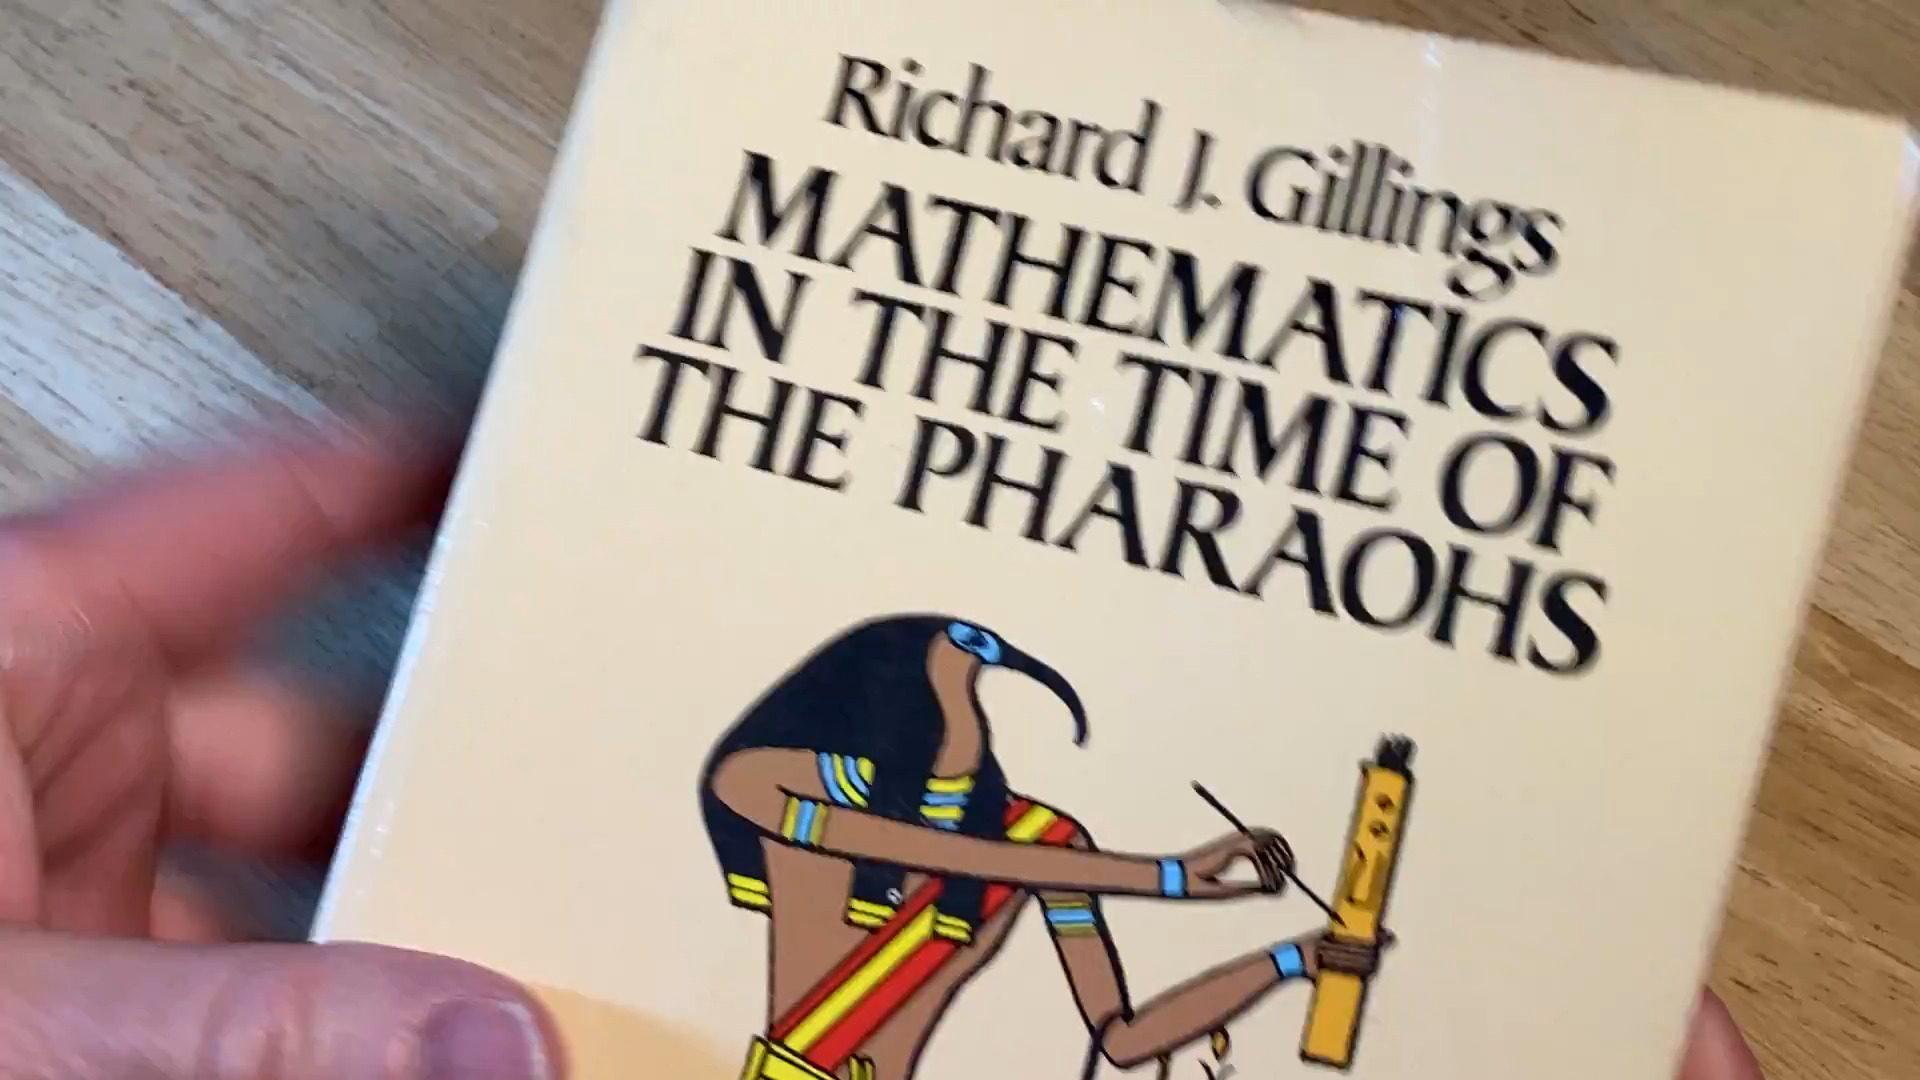 Richard J. Gillings
MATHEMATICS
IN THE TIME OF
THE PHARAOHS